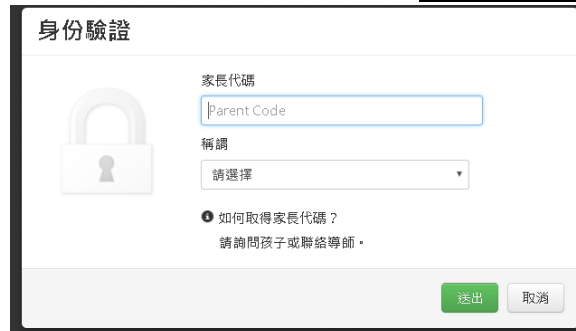 身份驗證
家長代碼
Parent Code
稱謂
請選擇
如何取得家長代碼？
請詢問孩子或聯絡導師。
送出 取消